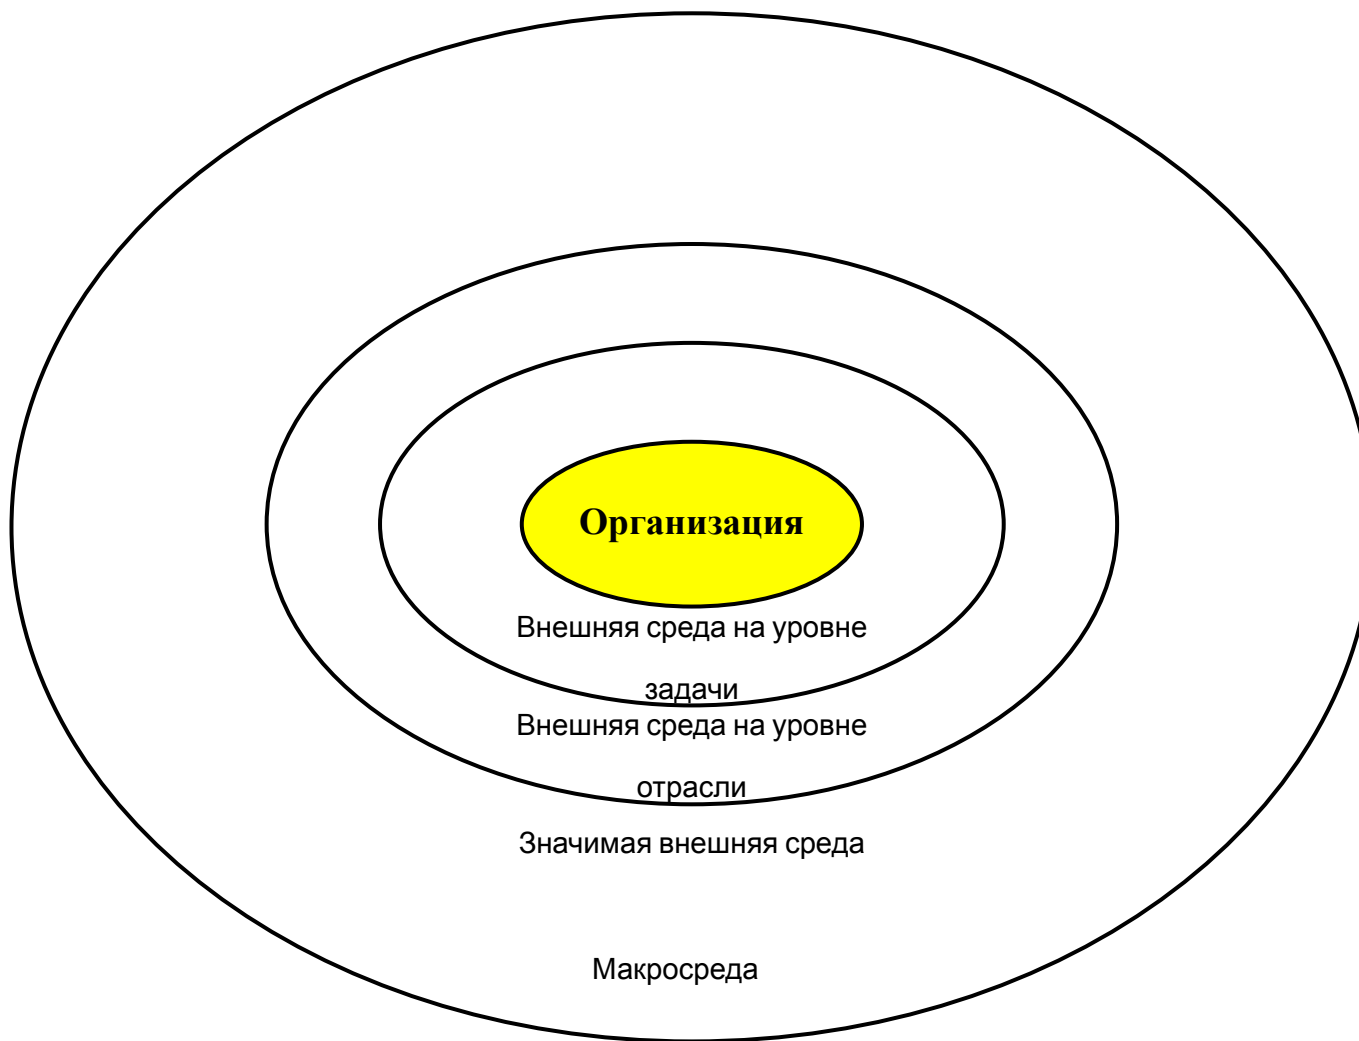 Организация
Внешняя среда на уровне
задачи
Внешняя среда на уровне
отрасли
Значимая внешняя среда
Макросреда